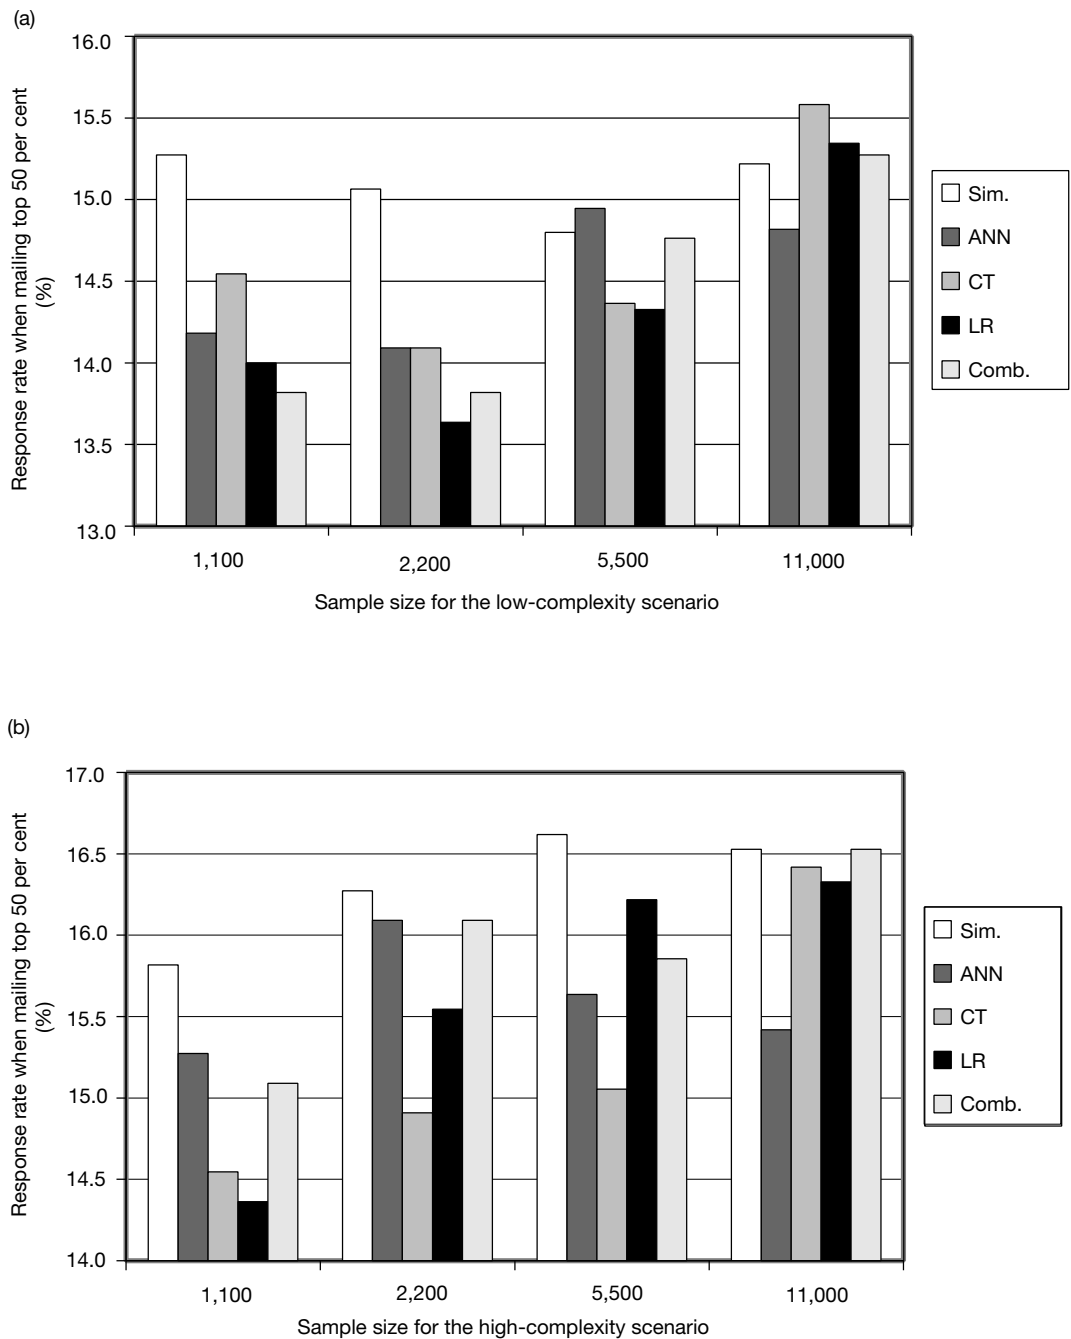 (a)
Response rate when mailing top 50 per cent
(%)
16.0
15.5
15.0
14.5
14.0
13.5
13.0
1,100
2,200
5,500
11,000
Sample size for the low-complexity scenario
Sim.
ANN
CT
LR
Comb.
(b)
Response rate when mailing top 50 per cent
(%)
17.0
16.5
16.0
15.5
15.0
14.5
14.0
1,100
2,200
5,500
11,000
Sample size for the high-complexity scenario
Sim.
ANN
CT
LR
Comb.